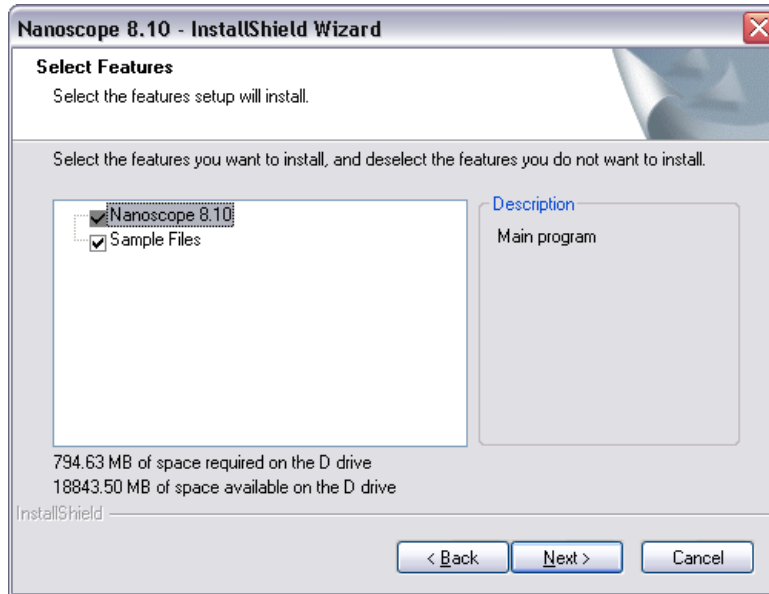 Nanoscope 8.10 - InstallShield Wizard
Select Features
Select the features setup will install.
Select the features you want to install, and deselect the features you do not want to install.
Nanoscope 8.10
Sample Files
Description
Main program
794.63 MB of space required on the D drive
18843.50 MB of space available on the D drive
InstallShield
< Back
Next >
Cancel